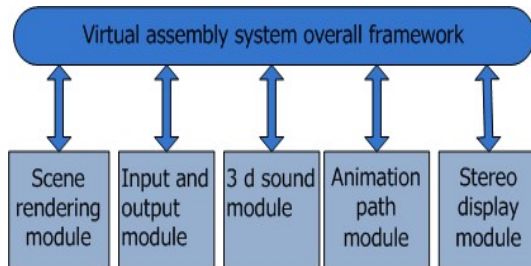 Virtual assembly system overall framework
Scene
rendering
module
Input and
output
module
3 d sound
module
Animation
path
module
Stereo
display
module